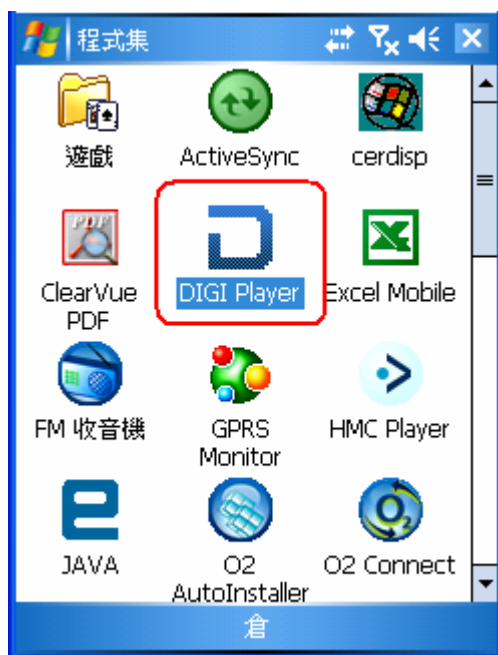 程式集
遊戲
ActiveSync
cerdisp
ClearVue
PDF
DIGI Player
Excel Mobile
FM 收音機
GPRS
Monitor
HMC Player
JAVA
O2
AutoInstaller
O2 Connect
倉